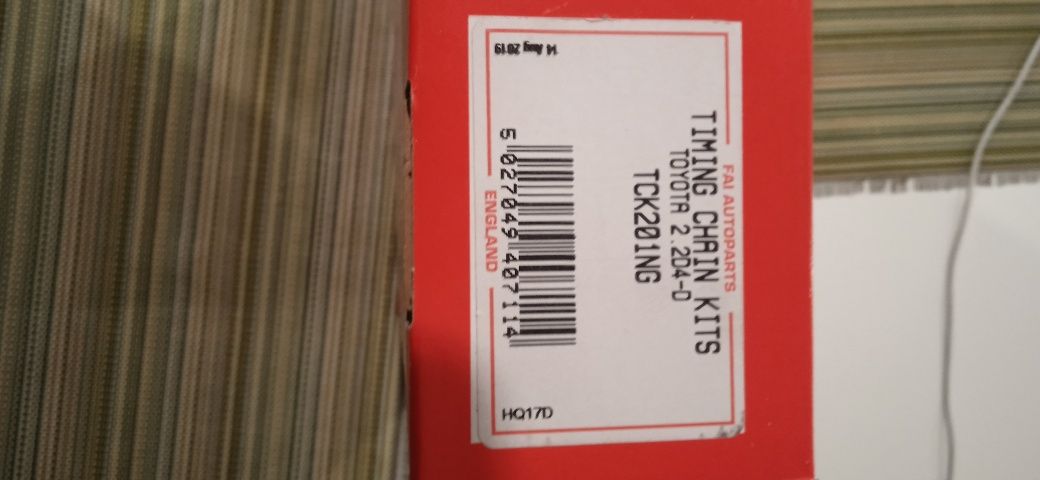 FAI AUTOPARTS
TIMING CHAIN KITS
TOYOTA 2.2D4-D
TCK201NG
5 027049 407114
ENGLAND
14 Aug 2019
HQ17D